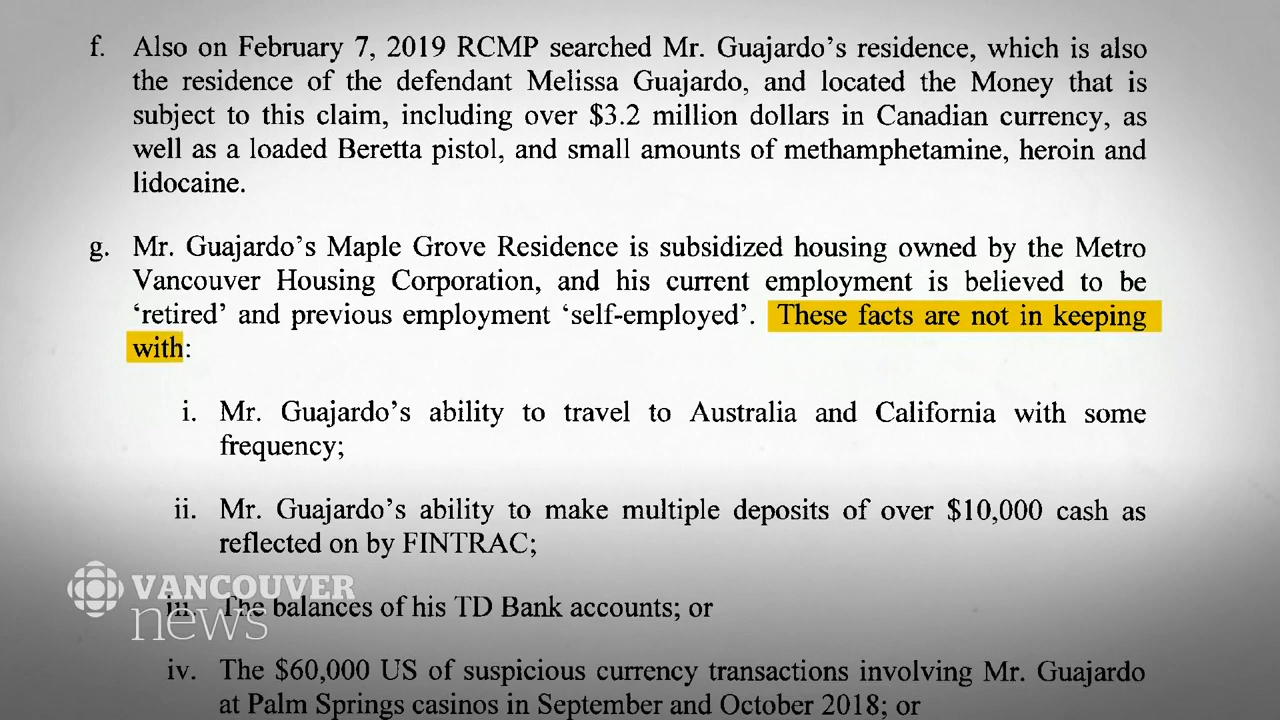 f. Also on February 7, 2019 RCMP searched Mr. Guajardo’s residence, which is also
the residence of the defendant Melissa Guajardo, and located the Money that is
subject to this claim, including over $3.2 million dollars in Canadian currency, as
well as a loaded Beretta pistol, and small amounts of methamphetamine, heroin and
lidocaine.
g. Mr. Guajardo’s Maple Grove Residence is subsidized housing owned by the Metro
Vancouver Housing Corporation, and his current employment is believed to be
‘retired’ and previous employment ‘self-employed’. These facts are not in keeping
with:
i. Mr. Guajardo’s ability to travel to Australia and California with some
frequency;
ii. Mr. Guajardo’s ability to make multiple deposits of over $10,000 cash as
reflected on by FINTRAC;
VANCOUVER
news
iii. The balances of his TD Bank accounts; or
iv. The $60,000 US of suspicious currency transactions involving Mr. Guajardo
at Palm Springs casinos in September and October 2018; or